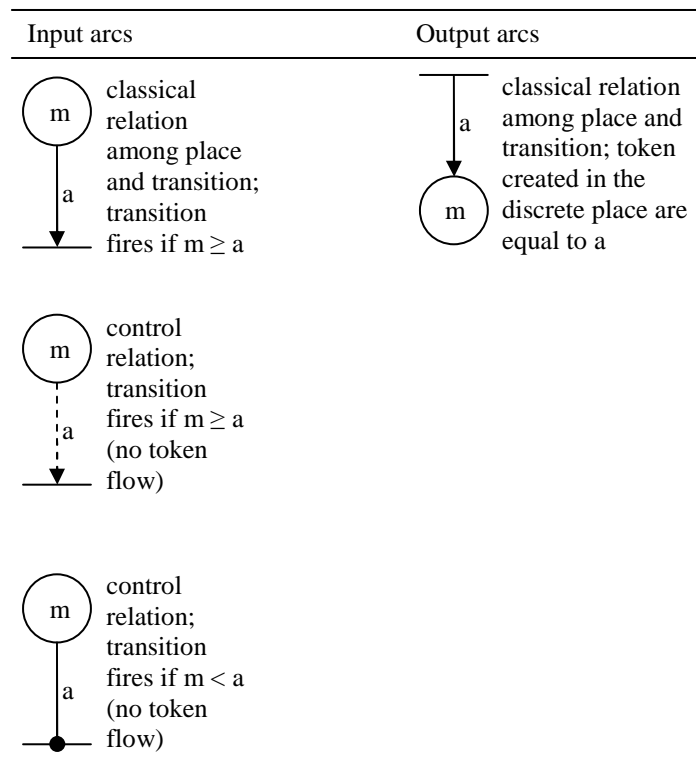 Input arcs
Output arcs
m
a
classical
relation
among place
and transition;
transition
fires if m ≥ a
a
m
classical relation
among place and
transition; token
created in the
discrete place are
equal to a
m
a
control
relation;
transition
fires if m ≥ a
(no token
flow)
m
a
control
relation;
transition
fires if m < a
(no token
flow)